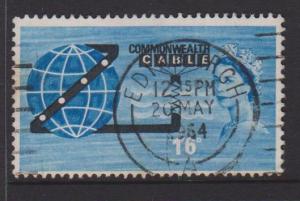 COMMONWEALTH
CABLE
EDINBURGH
12 15 PM
20 MAY
1964
1'6